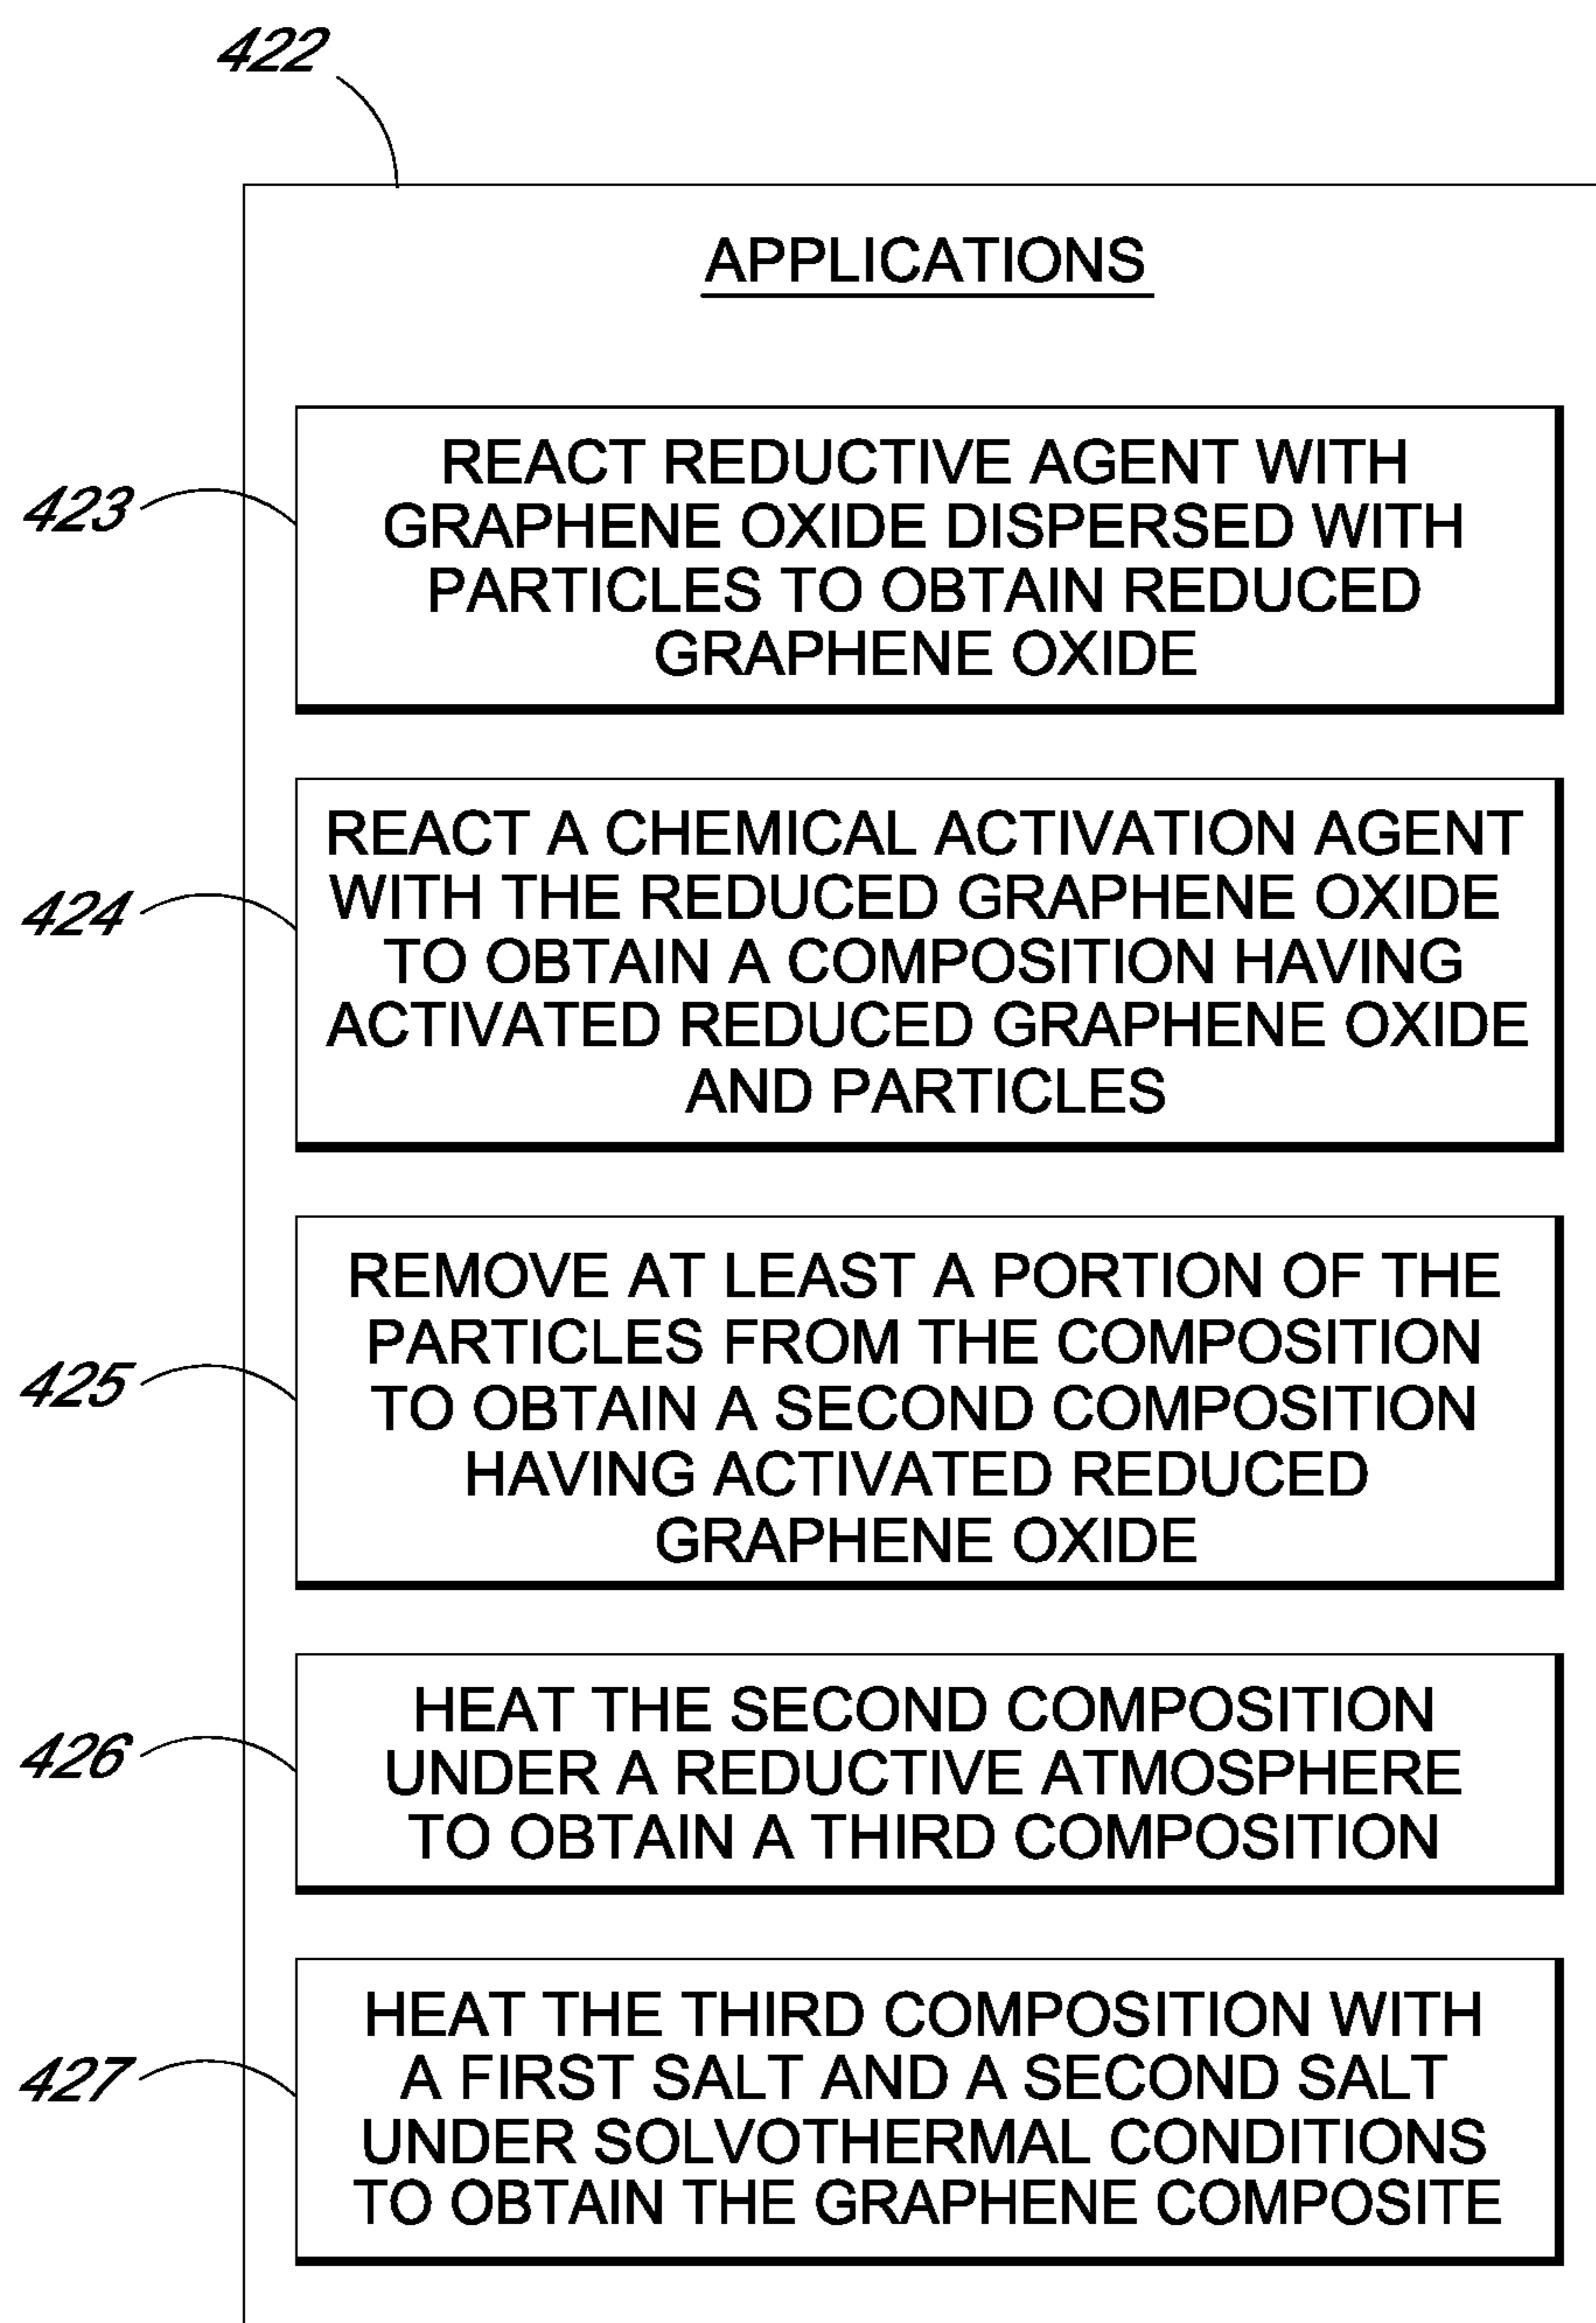 422
APPLICATIONS
423
REACT REDUCTIVE AGENT WITH
GRAPHENE OXIDE DISPERSED WITH
PARTICLES TO OBTAIN REDUCED
GRAPHENE OXIDE
424
REACT A CHEMICAL ACTIVATION AGENT
WITH THE REDUCED GRAPHENE OXIDE
TO OBTAIN A COMPOSITION HAVING
ACTIVATED REDUCED GRAPHENE OXIDE
AND PARTICLES
425
REMOVE AT LEAST A PORTION OF THE
PARTICLES FROM THE COMPOSITION
TO OBTAIN A SECOND COMPOSITION
HAVING ACTIVATED REDUCED
GRAPHENE OXIDE
426
HEAT THE SECOND COMPOSITION
UNDER A REDUCTIVE ATMOSPHERE
TO OBTAIN A THIRD COMPOSITION
427
HEAT THE THIRD COMPOSITION WITH
A FIRST SALT AND A SECOND SALT
UNDER SOLVOTHERMAL CONDITIONS
TO OBTAIN THE GRAPHENE COMPOSITE